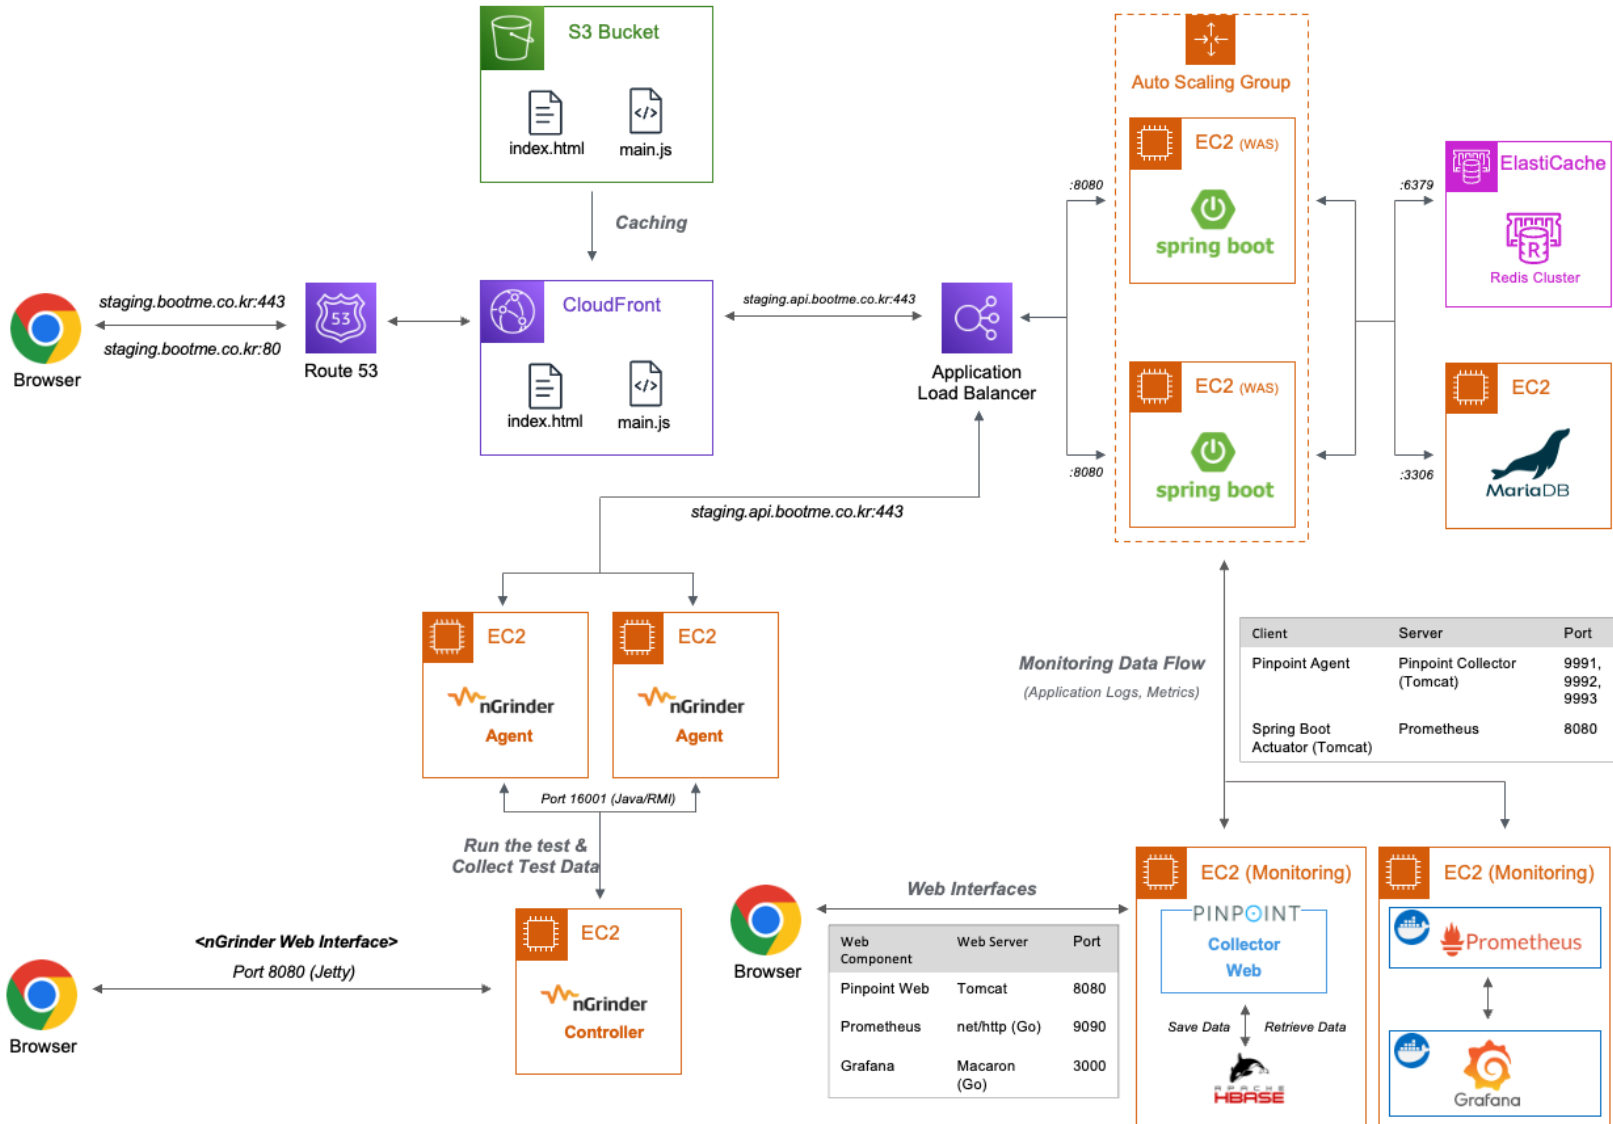 S3 Bucket
index.html
main.js
Caching
staging.bootme.co.kr:443
staging.bootme.co.kr:80
Browser
53
Route 53
CloudFront
index.html
main.js
staging.api.bootme.co.kr:443
Application
Load Balancer
staging.api.bootme.co.kr:443
Auto Scaling Group
:8080
EC2 (WAS)
spring boot
:8080
EC2 (WAS)
spring boot
:6379
ElastiCache
R
Redis Cluster
:3306
EC2
MariaDB
EC2
nGrinder
Agent
EC2
nGrinder
Agent
Port 16001 (Java/RMI)
Run the test &
Collect Test Data
<nGrinder Web Interface>
Port 8080 (Jetty)
Browser
EC2
nGrinder
Controller
Monitoring Data Flow
(Application Logs, Metrics)
Client Server Port
Pinpoint Agent Pinpoint Collector 9991,
(Tomcat) 9992,
9993
Spring Boot Prometheus 8080
Actuator (Tomcat)
Browser
Web Interfaces
Web Web Server Port
Component
Pinpoint Web Tomcat 8080
Prometheus net/http (Go) 9090
Grafana Macaron 3000
(Go)
EC2 (Monitoring)
PINPOINT
Collector
Web
Save Data Retrieve Data
APACHE
HBASE
EC2 (Monitoring)
Prometheus
Grafana